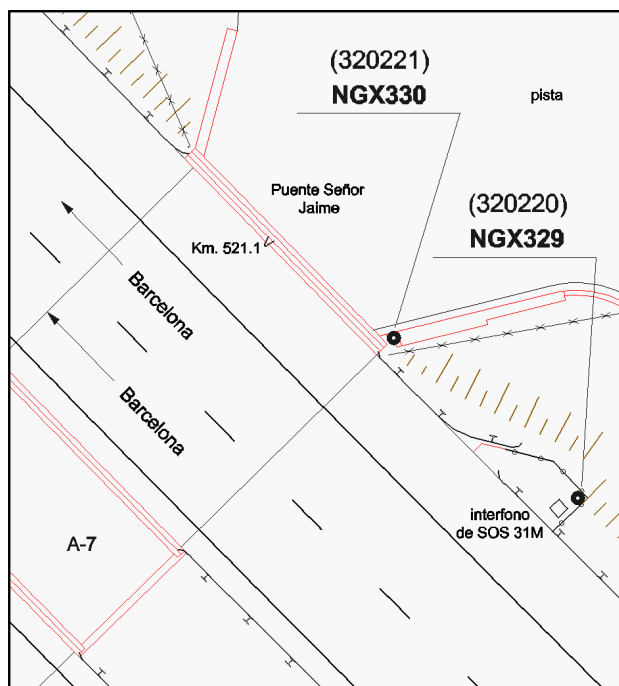 (320221)
NGX330
pista
Puente Señor
Jaime
(320220)
NGX329
Km. 521.1
Barcelona
Barcelona
A-7
interfono
de SOS 31M